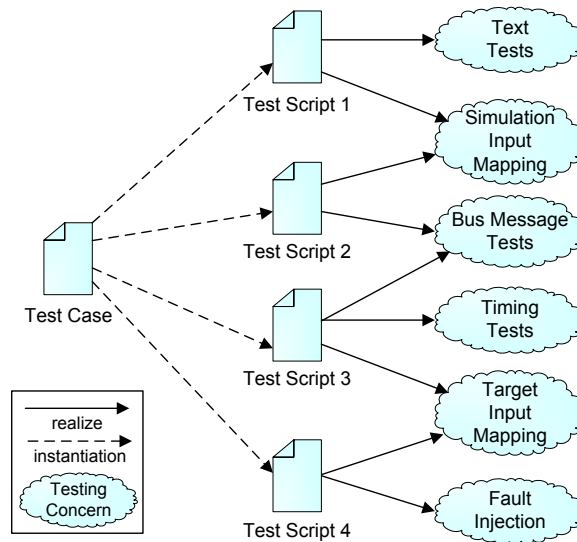 Text
Tests
Test Script 1
Simulation
Input
Mapping
Test Script 2
Bus Message
Tests
Test Case
Timing
Tests
Test Script 3
Target
Input
Mapping
realize
instantiation
Testing
Concern
Test Script 4
Fault
Injection